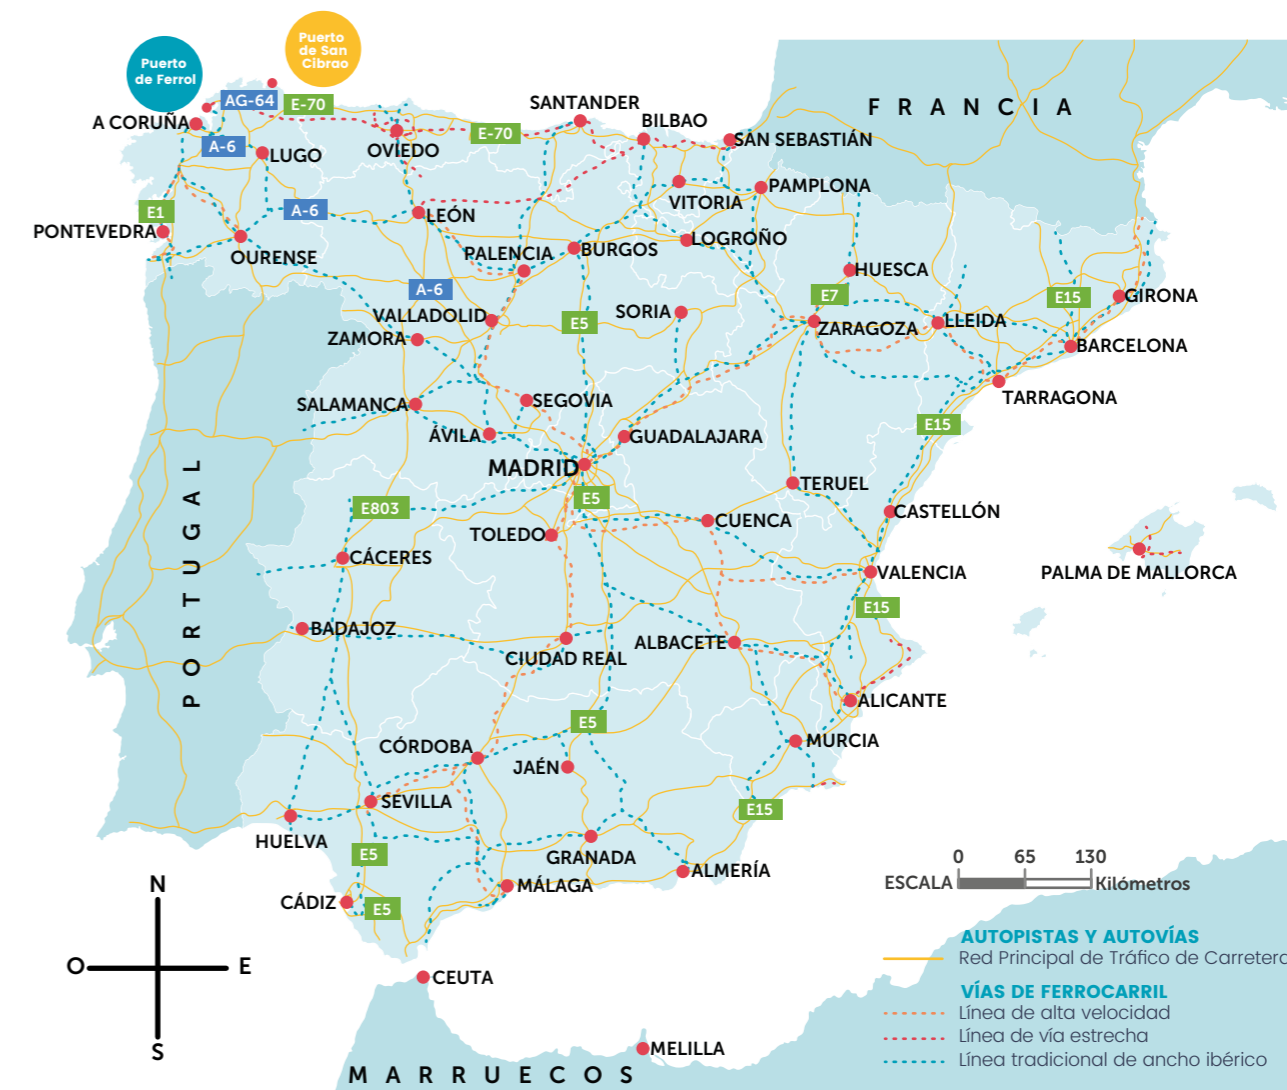 Puerto
de San
Cibrao
Puerto
de Ferrol
AG-64
E-70
SANTANDER
FRANCIA
A CORUÑA
BILBAO
E-70
SAN SEBASTIÁN
A-6
LUGO
OVIEDO
PAMPLONA
VITORIA
E1
A-6
LEÓN
PONTEVEDRA
LOGROÑO
OURENSE
PALENCIA
BURGOS
HUESCA
A-6
E7
E15
GIRONA
VALLADOLID
E5
SORIA
ZARAGOZA
LLEIDA
ZAMORA
BARCELONA
SALAMANCA
SEGOVIA
TARRAGONA
ÁVILA
GUADALAJARA
E15
MADRID
PORTUGAL
TERUEL
E5
E803
CASTELLÓN
TOLEDO
CUENCA
CÁCERES
VALENCIA
PALMA DE MALLORCA
E15
BADAJOZ
CIUDAD REAL
ALBACETE
ALICANTE
E5
CÓRDOBA
JAÉN
MURCIA
SEVILLA
E15
HUELVA
E5
GRANADA
ALMERÍA
MÁLAGA
CÁDIZ
E5
0 65 130
ESCALA
Kilómetros
N
O
E
S
CEUTA
MELILLA
MARRUECOS
AUTOPISTAS Y AUTOVÍAS
Red Principal de Tráfico de Carretera
VÍAS DE FERROCARRIL
Línea de alta velocidad
Línea de vía estrecha
Línea tradicional de ancho ibérico